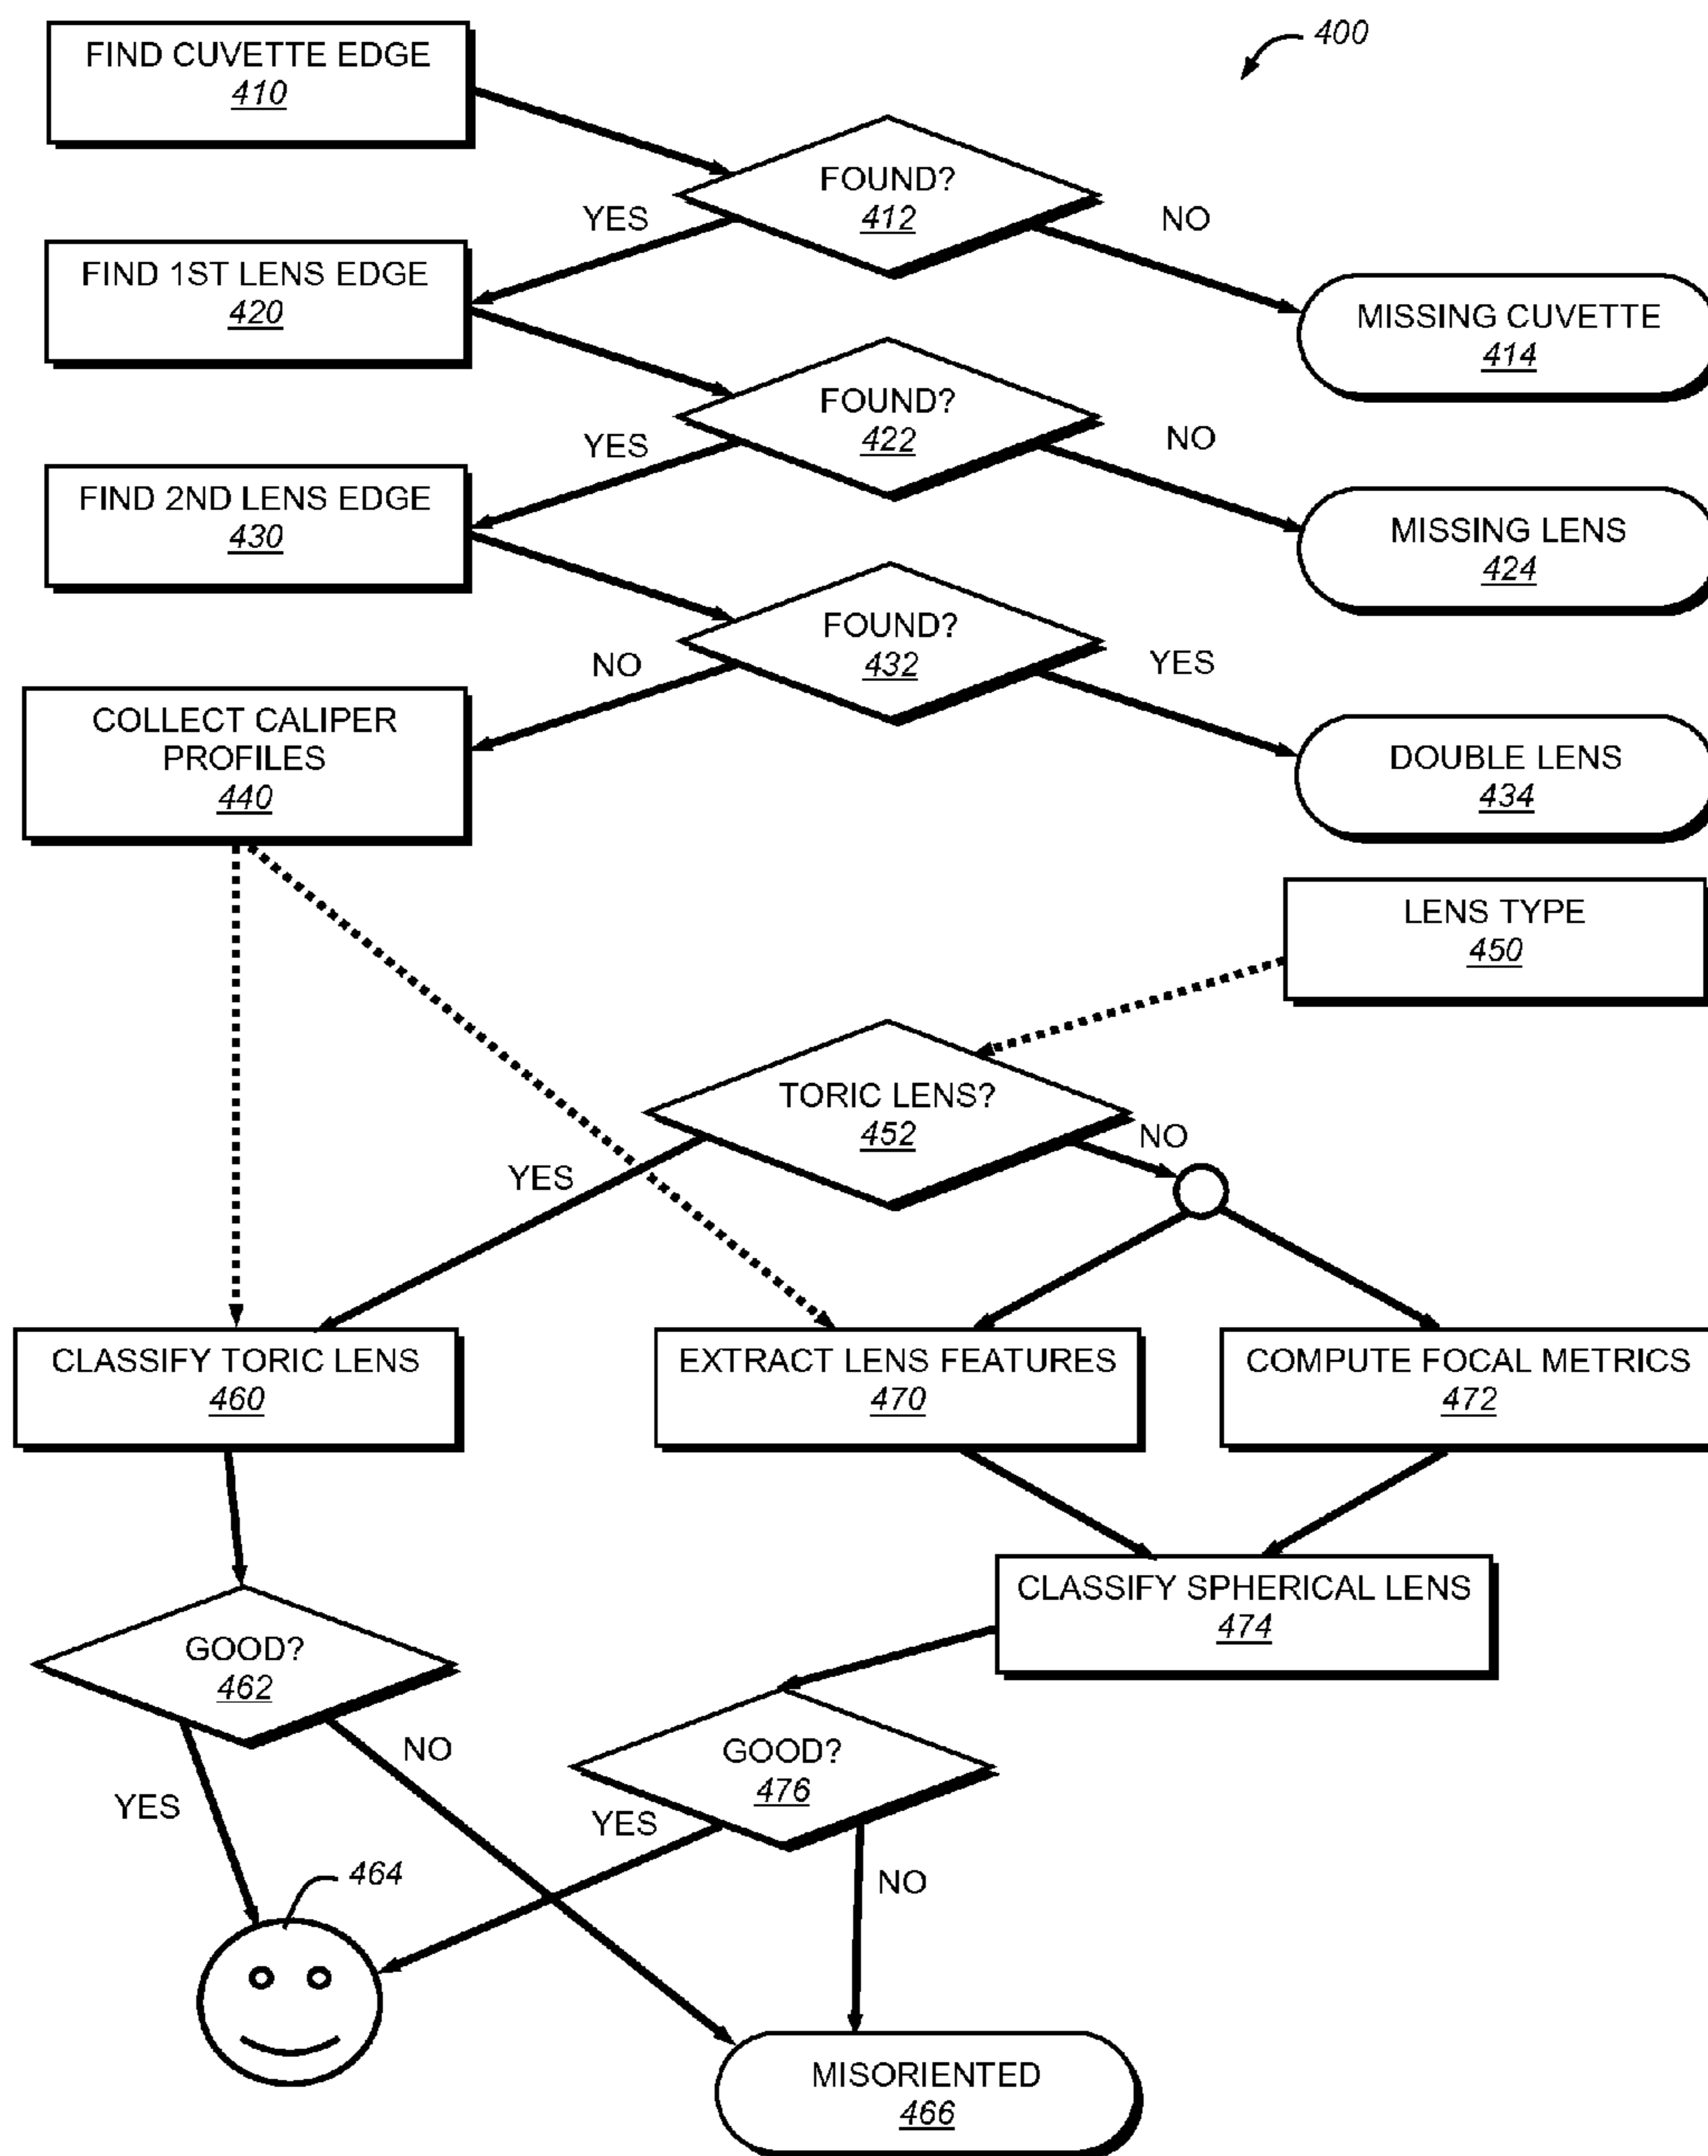 400
FIND CUVETTE EDGE
410
FOUND?
412
YES
NO
FIND 1ST LENS EDGE
420
MISSING CUVETTE
414
FOUND?
422
YES
NO
FIND 2ND LENS EDGE
430
MISSING LENS
424
FOUND?
432
NO
YES
COLLECT CALIPER
PROFILES
440
DOUBLE LENS
434
LENS TYPE
450
TORIC LENS?
452
NO
YES
CLASSIFY TORIC LENS
460
EXTRACT LENS FEATURES
470
COMPUTE FOCAL METRICS
472
CLASSIFY SPHERICAL LENS
474
GOOD?
462
NO
YES
GOOD?
476
YES
NO
464
MISORIENTED
466